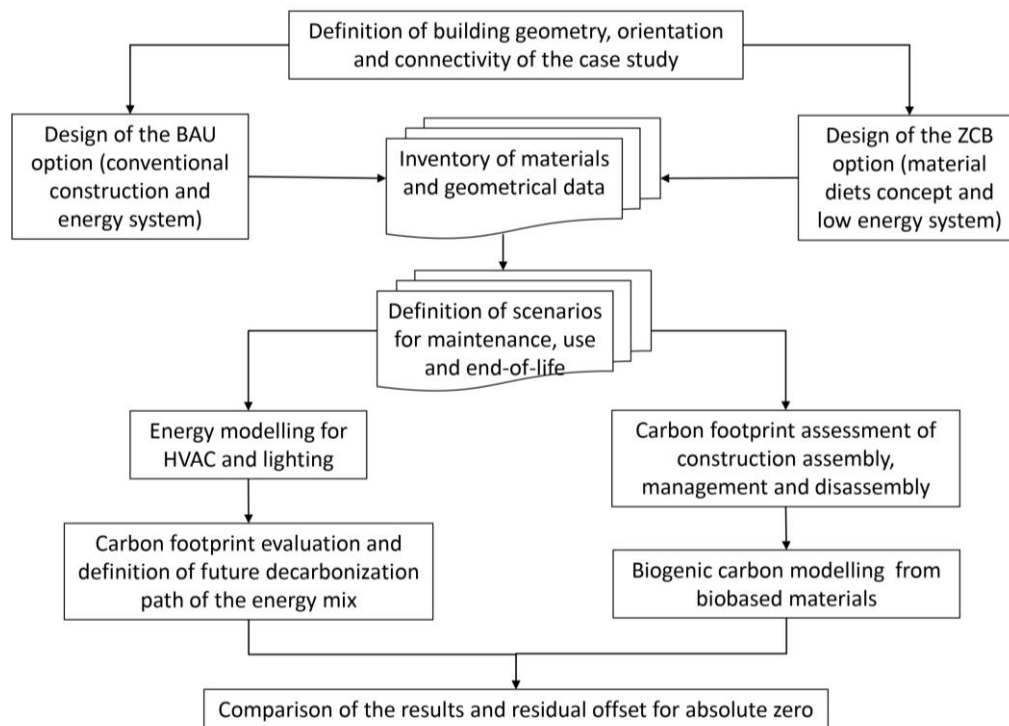 Definition of building geometry, orientation
and connectivity of the case study
Design of the BAU
option (conventional
construction and
energy system)
Inventory of materials
and geometrical data
Design of the ZCB
option (material
diets concept and
low energy system)
Definition of scenarios
for maintenance, use
and end-of-life
Energy modelling for
HVAC and lighting
Carbon footprint assessment of
construction assembly,
management and disassembly
Carbon footprint evaluation and
definition of future decarbonization
path of the energy mix
Biogenic carbon modelling from
biobased materials
Comparison of the results and residual offset for absolute zero